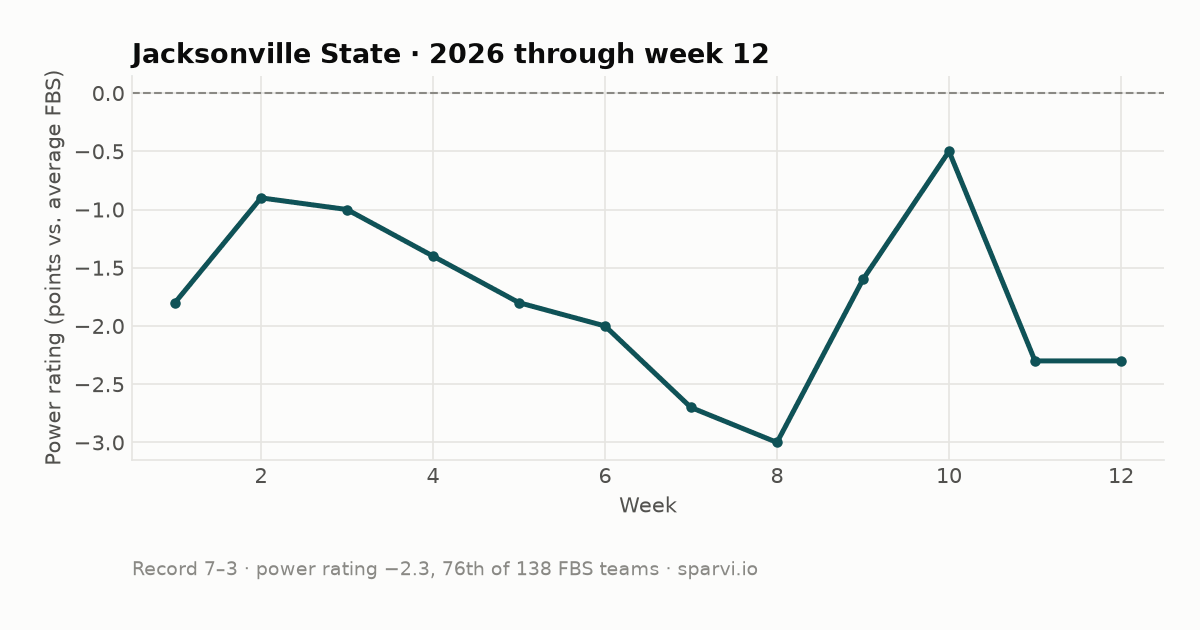 Jacksonville State · 2026 through week 12
Power rating (points vs. average FBS)
0.0
−0.5
−1.0
−1.5
−2.0
−2.5
−3.0
2 4 6 8 10 12
Week
Record 7–3 · power rating −2.3, 76th of 138 FBS teams · sparvi.io